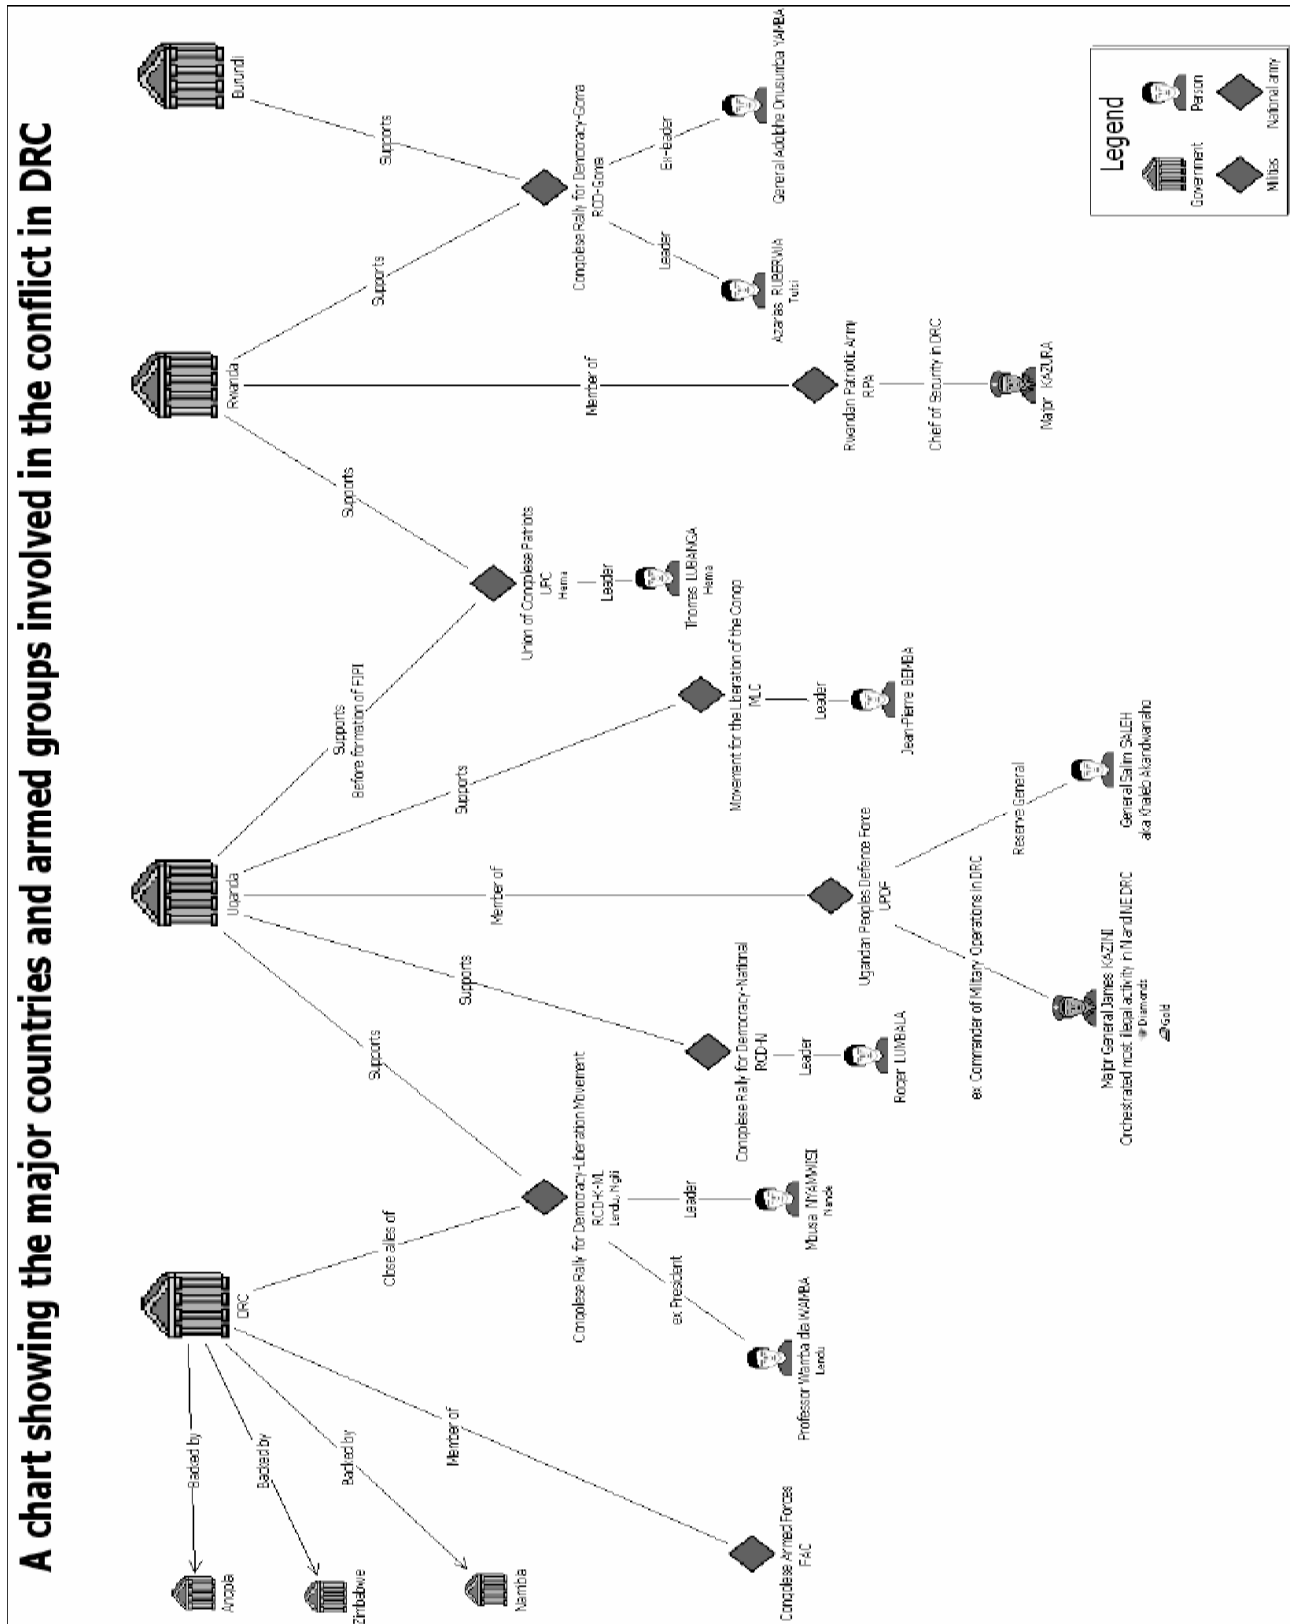 A chart showing the major countries and armed groups involved in the conflict in DRC
Angola
Zimbabwe
Namibia
Backed by
Backed by
Backed by
DRC
Member of
Congolese Armed Forces
FAC
Close allies of
Uganda
Supports
Congolese Rally for Democracy-Liberation Movement
RCD-K-ML
Lendu, Ngiti
ex President
Professor Wamba da WAMBA
Lendu
Leader
Mbusa NYAMWISI
Nande
Supports
Congolese Rally for Democracy-National
RCD-N
Leader
Roger LUMBALA
Member of
Ugandan Peoples Defence Force
UPDF
ex Commander of Military Operations in DRC
Major General James KAZINI
Orchestrated most illegal activity in N and NE DRC
Diamonds
Gold
Reserve General
General Salim SALEH
aka Khaleb Akandwanaho
Supports
Movement for the Liberation of the Congo
MLC
Leader
Jean-Pierre BEMBA
Supports
Before formation of FIPI
Union of Congolese Patriots
UPC
Hema
Leader
Thomas LUBANGA
Hema
Rwanda
Supports
Member of
Rwandan Patriotic Army
RPA
Chef of Security in DRC
Major KAZURA
Supports
Burundi
Supports
Congolese Rally for Democracy-Goma
RCD-Goma
Leader
Azarias RUBERWA
Tutsi
Ex-leader
General Adolphe Onusumba YAMBA
Legend
Government
Person
Militias
National army